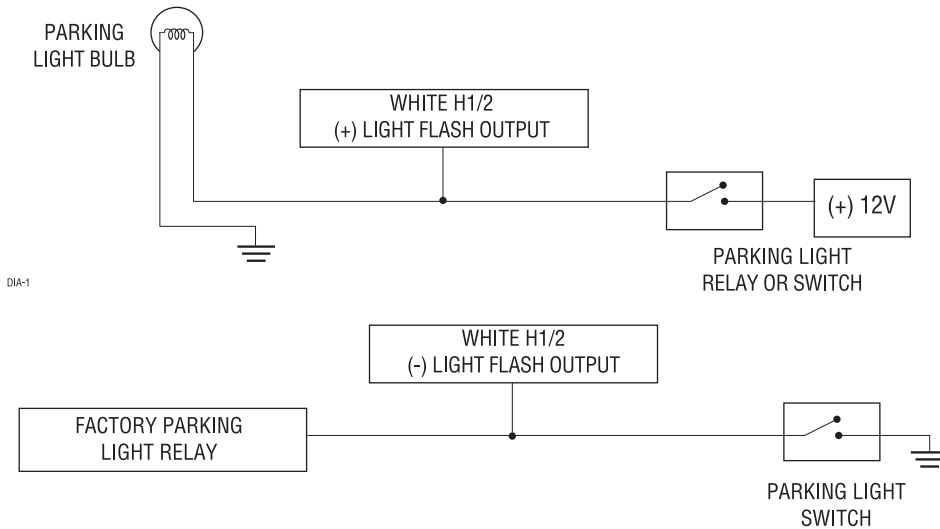 PARKING
LIGHT BULB
WHITE H1/2
(+) LIGHT FLASH OUTPUT
(+) 12V
PARKING LIGHT
RELAY OR SWITCH
DIA-1
WHITE H1/2
(-) LIGHT FLASH OUTPUT
FACTORY PARKING
LIGHT RELAY
PARKING LIGHT
SWITCH